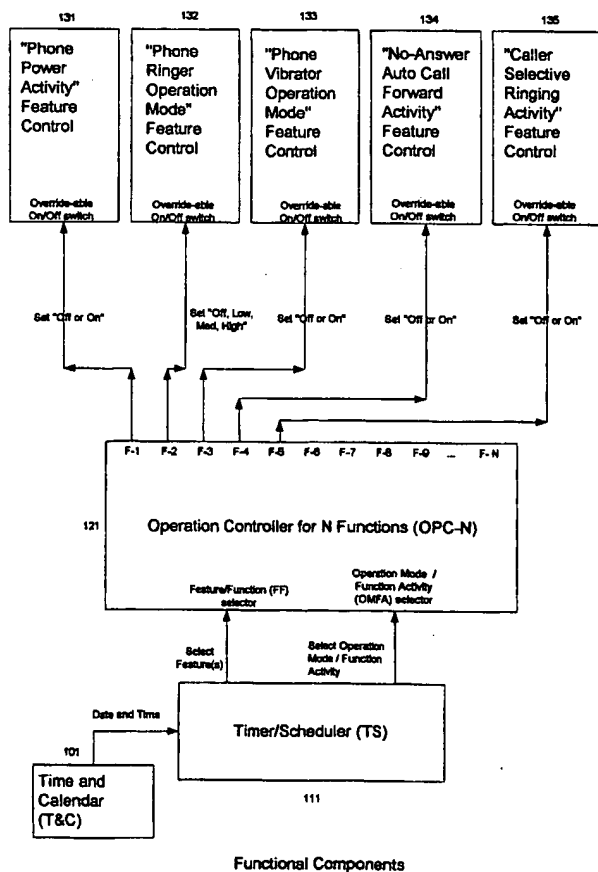 131
132
133
134
135
"Phone
Power
Activity"
Feature
Control
Override-able
On/Off switch
"Phone
Ringer
Operation
Mode"
Feature
Control
Override-able
On/Off switch
"Phone
Vibrator
Operation
Mode"
Feature
Control
Override-able
On/Off switch
"No-Answer
Auto Call
Forward
Activity"
Feature
Control
Override-able
On/Off switch
"Caller
Selective
Ringing
Activity"
Feature
Control
Override-able
On/Off switch
Set "Off or On"
Set "Off, Low,
Med, High"
Set "Off or On"
Set "Off or On"
Set "Off or On"
F-1 F-2 F-3 F-4 F-5 F-6 F-7 F-8 F-9 ... F- N
121
Operation Controller for N Functions (OPC-N)
Feature/Function (FF)
selector
Operation Mode /
Function Activity
(OMFA) selector
Select
Feature(s)
Select Operation
Mode / Function
Activity
Date and Time
Timer/Scheduler (TS)
111
101
Time and
Calendar
(T&C)
Functional Components